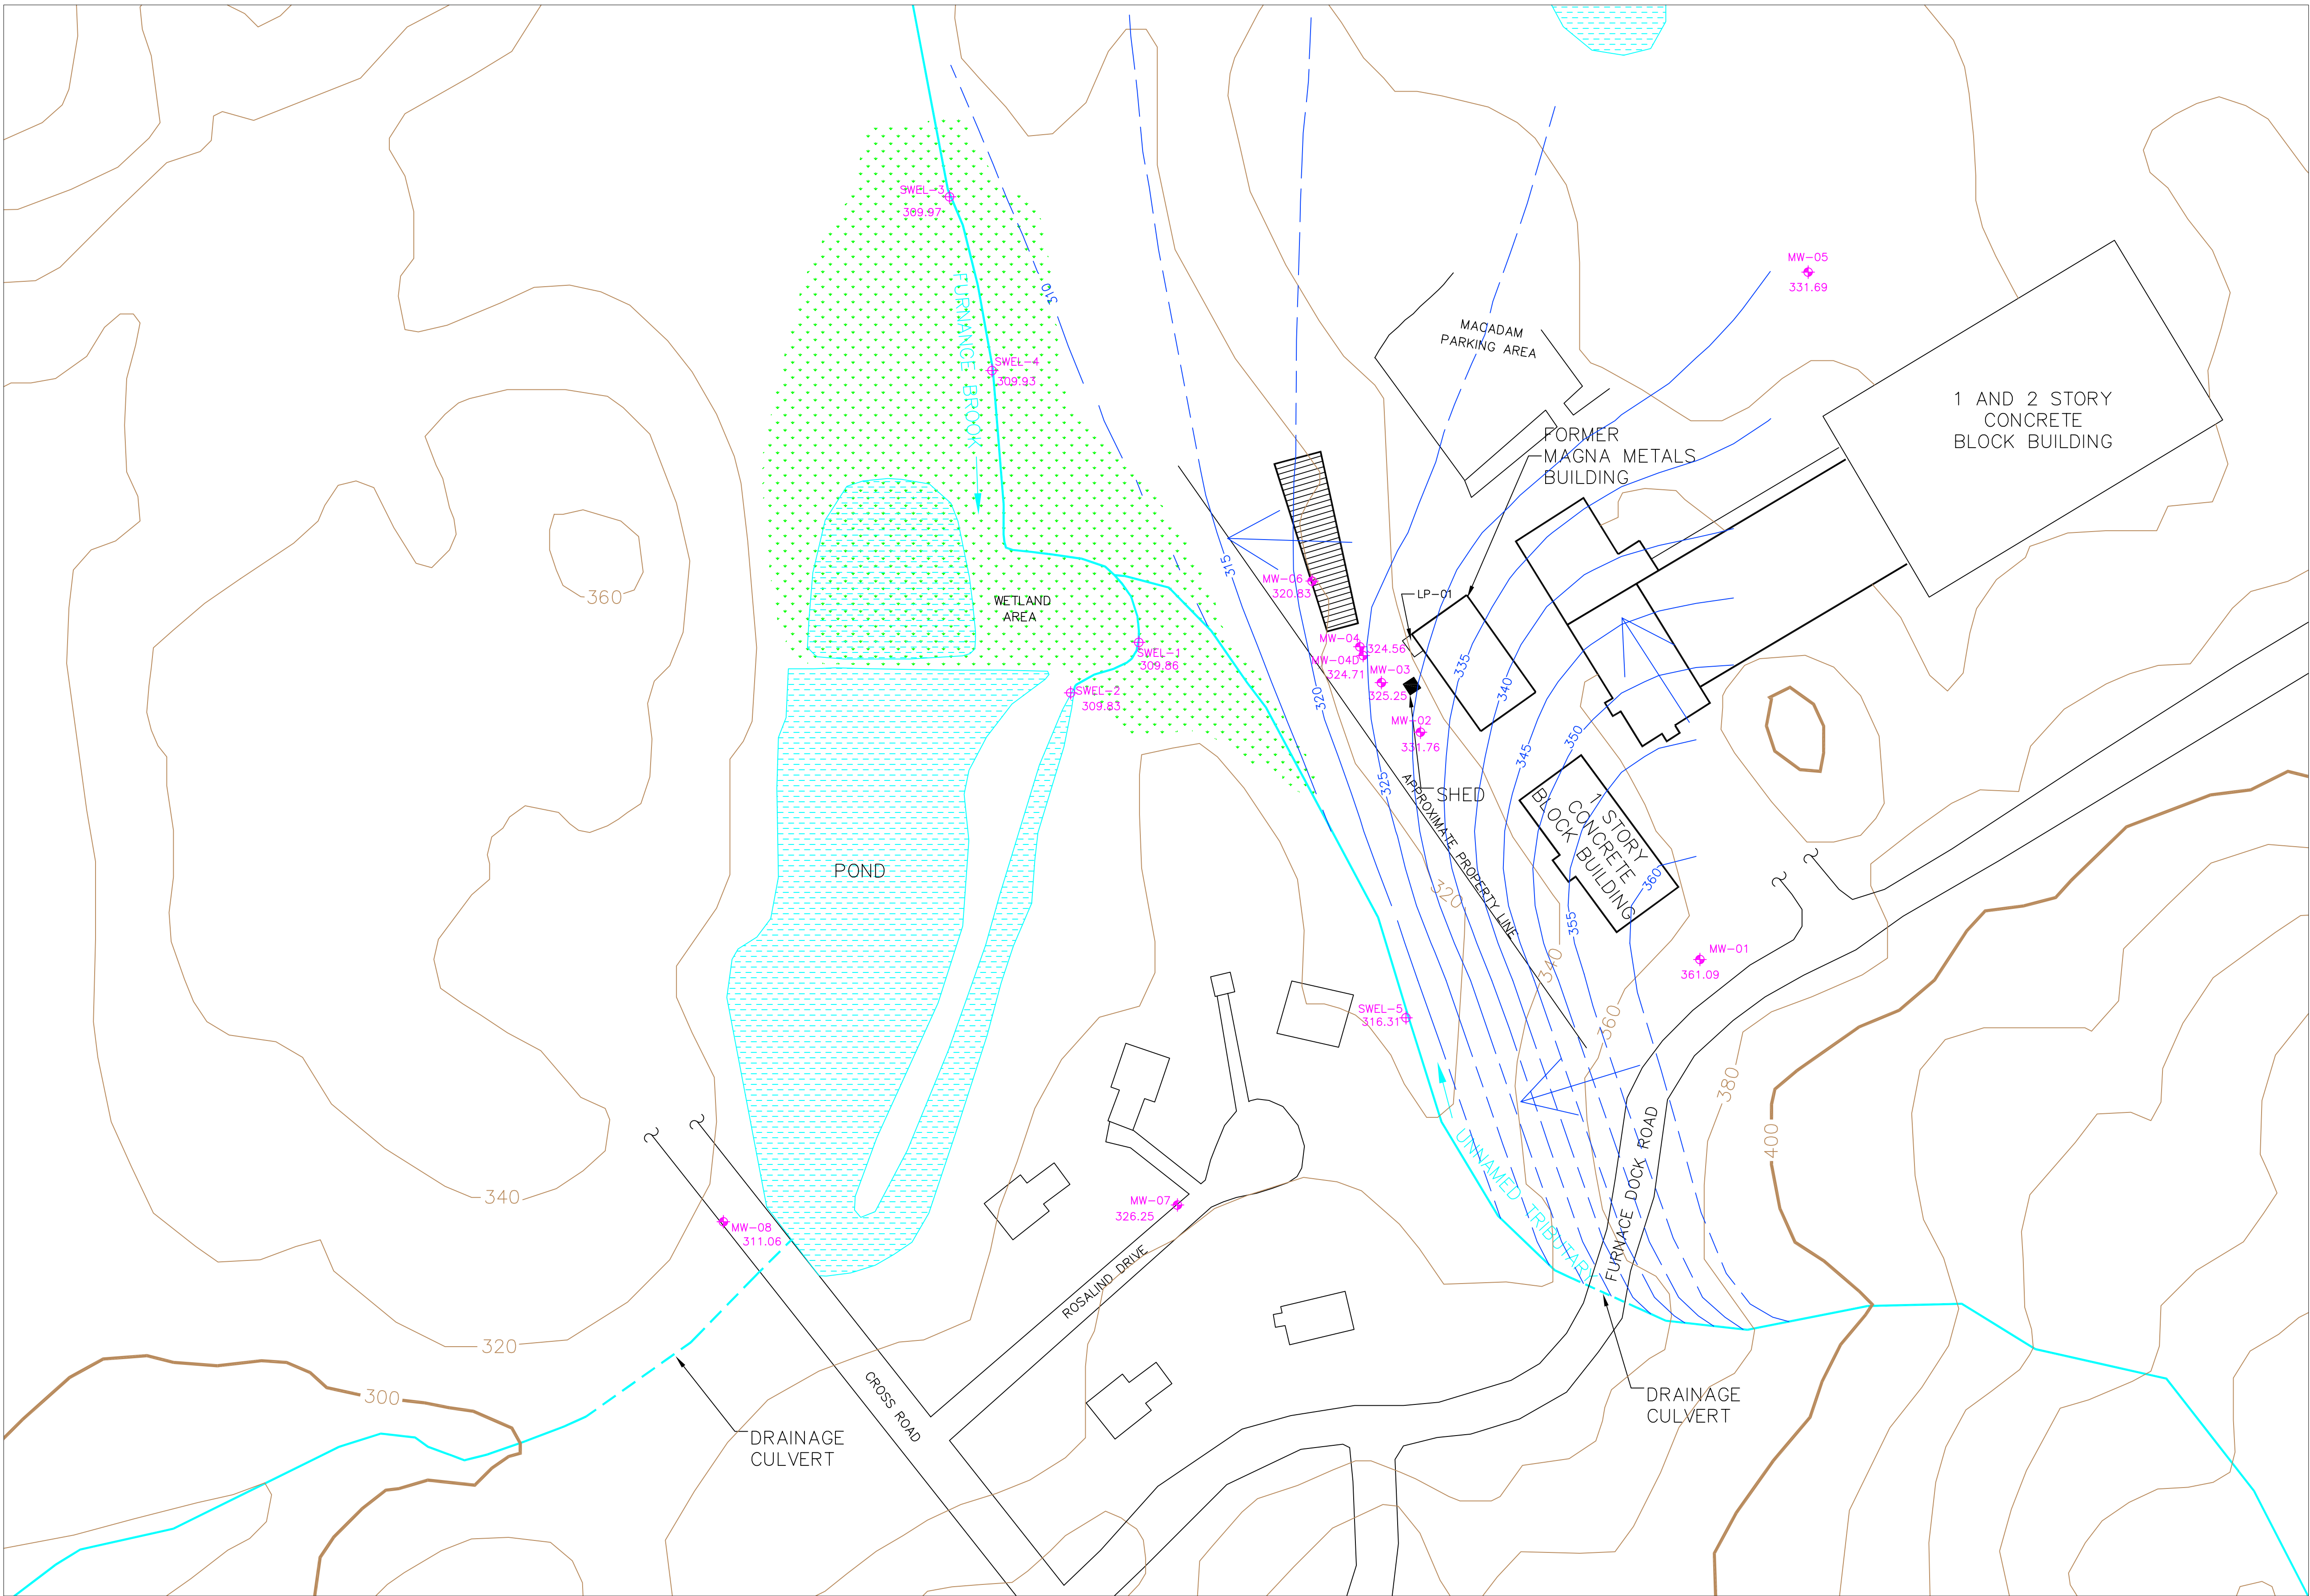 SWEL-3
309.97
FURNANCE BROOK
310
SWEL-4
309.93
MW-05
331.69
MACADAM
PARKING AREA
1 AND 2 STORY
CONCRETE
BLOCK BUILDING
FORMER
MAGNA METALS
BUILDING
315
360
WETLAND
AREA
MW-06
320.83
LP-01
SWEL-1
309.86
MW-04
324.56
MW-04D
324.71
MW-03
325.25
335
340
SWEL-2
309.83
320
MW-02
331.76
345
350
325
SHED
APPROXIMATE PROPERTY LINE
1 STORY
CONCRETE
BLOCK BUILDING
POND
320
360
355
340
MW-01
361.09
SWEL-5
316.31
360
380
400
UNNAMED TRIBUTARY
FURNACE DOCK ROAD
340
MW-07
326.25
MW-08
311.06
ROSALIND DRIVE
320
300
CROSS ROAD
DRAINAGE
CULVERT
DRAINAGE
CULVERT